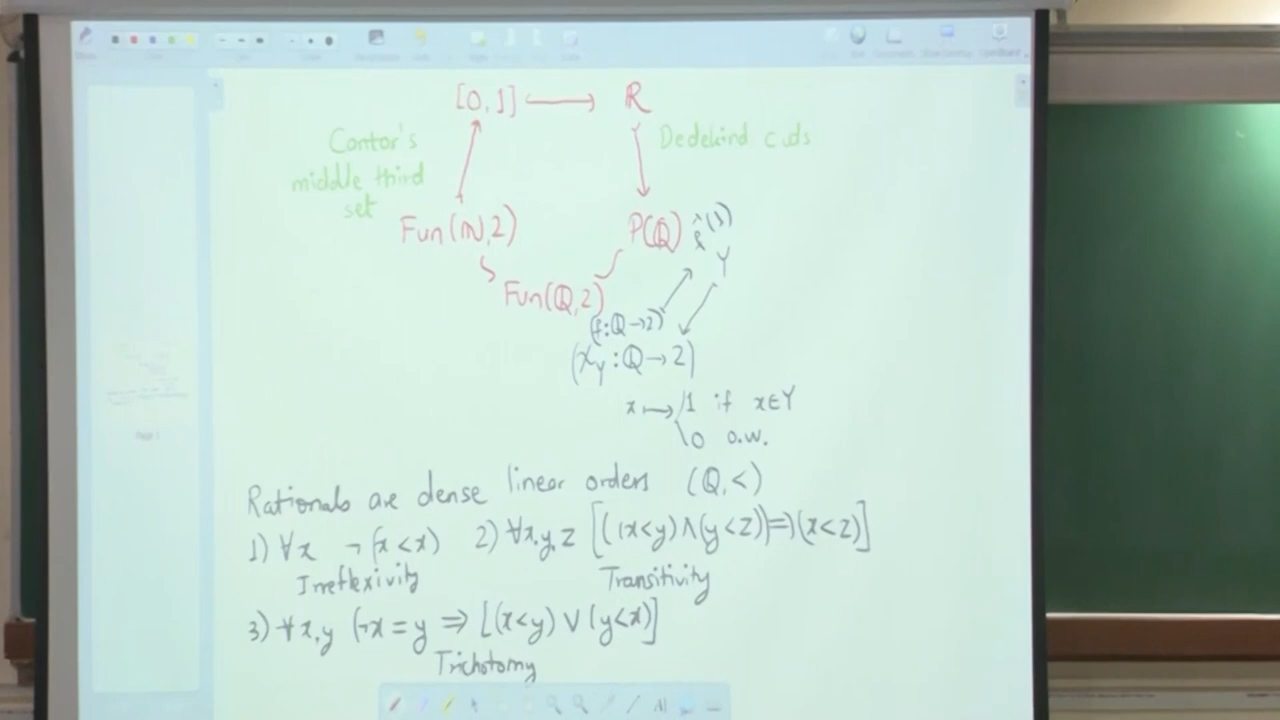 [0,1] → R
Cantor's
middle third
set
Dedekind cuts
Fun(ℕ,2)
P(ℚ)
Y
Fun(ℚ,2)
(f:ℚ→2)
(χ_Y : ℚ → 2)
x ↦ 1 if x∈Y
0 o.w.
Rationals are dense linear orders (ℚ,<)
1) ∀x ¬(x<x) 2) ∀x,y,z [((x<y)∧(y<z))⇒(x<z)]
Irreflexivity Transitivity
3) ∀x,y (¬x=y ⇒ [(x<y) ∨ (y<x)]
Trichotomy